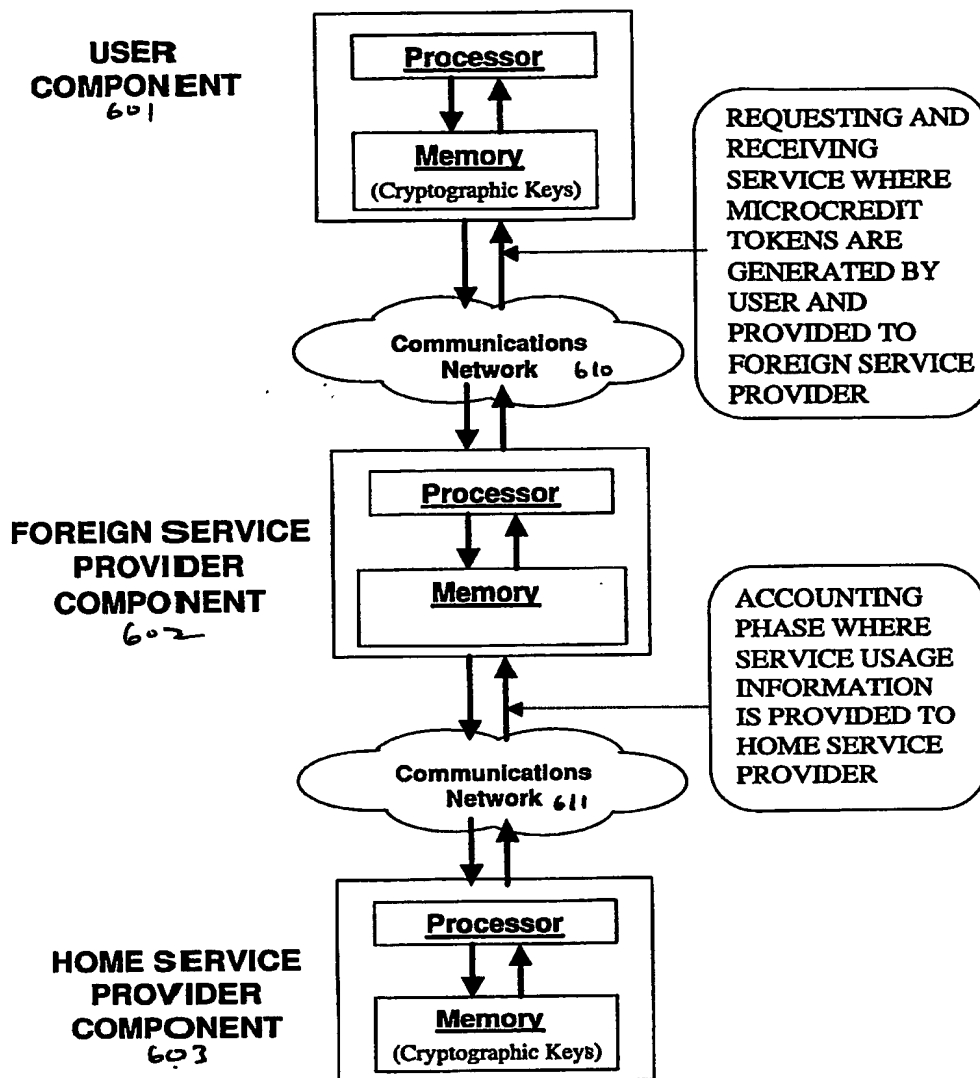 USER
COMPONENT
601
Processor
Memory
(Cryptographic Keys)
REQUESTING AND
RECEIVING
SERVICE WHERE
MICROCREDIT
TOKENS ARE
GENERATED BY
USER AND
PROVIDED TO
FOREIGN SERVICE
PROVIDER
Communications
Network 610
FOREIGN SERVICE
PROVIDER
COMPONENT
602
Processor
Memory
ACCOUNTING
PHASE WHERE
SERVICE USAGE
INFORMATION
IS PROVIDED TO
HOME SERVICE
PROVIDER
Communications
Network 611
HOME SERVICE
PROVIDER
COMPONENT
603
Processor
Memory
(Cryptographic Keys)